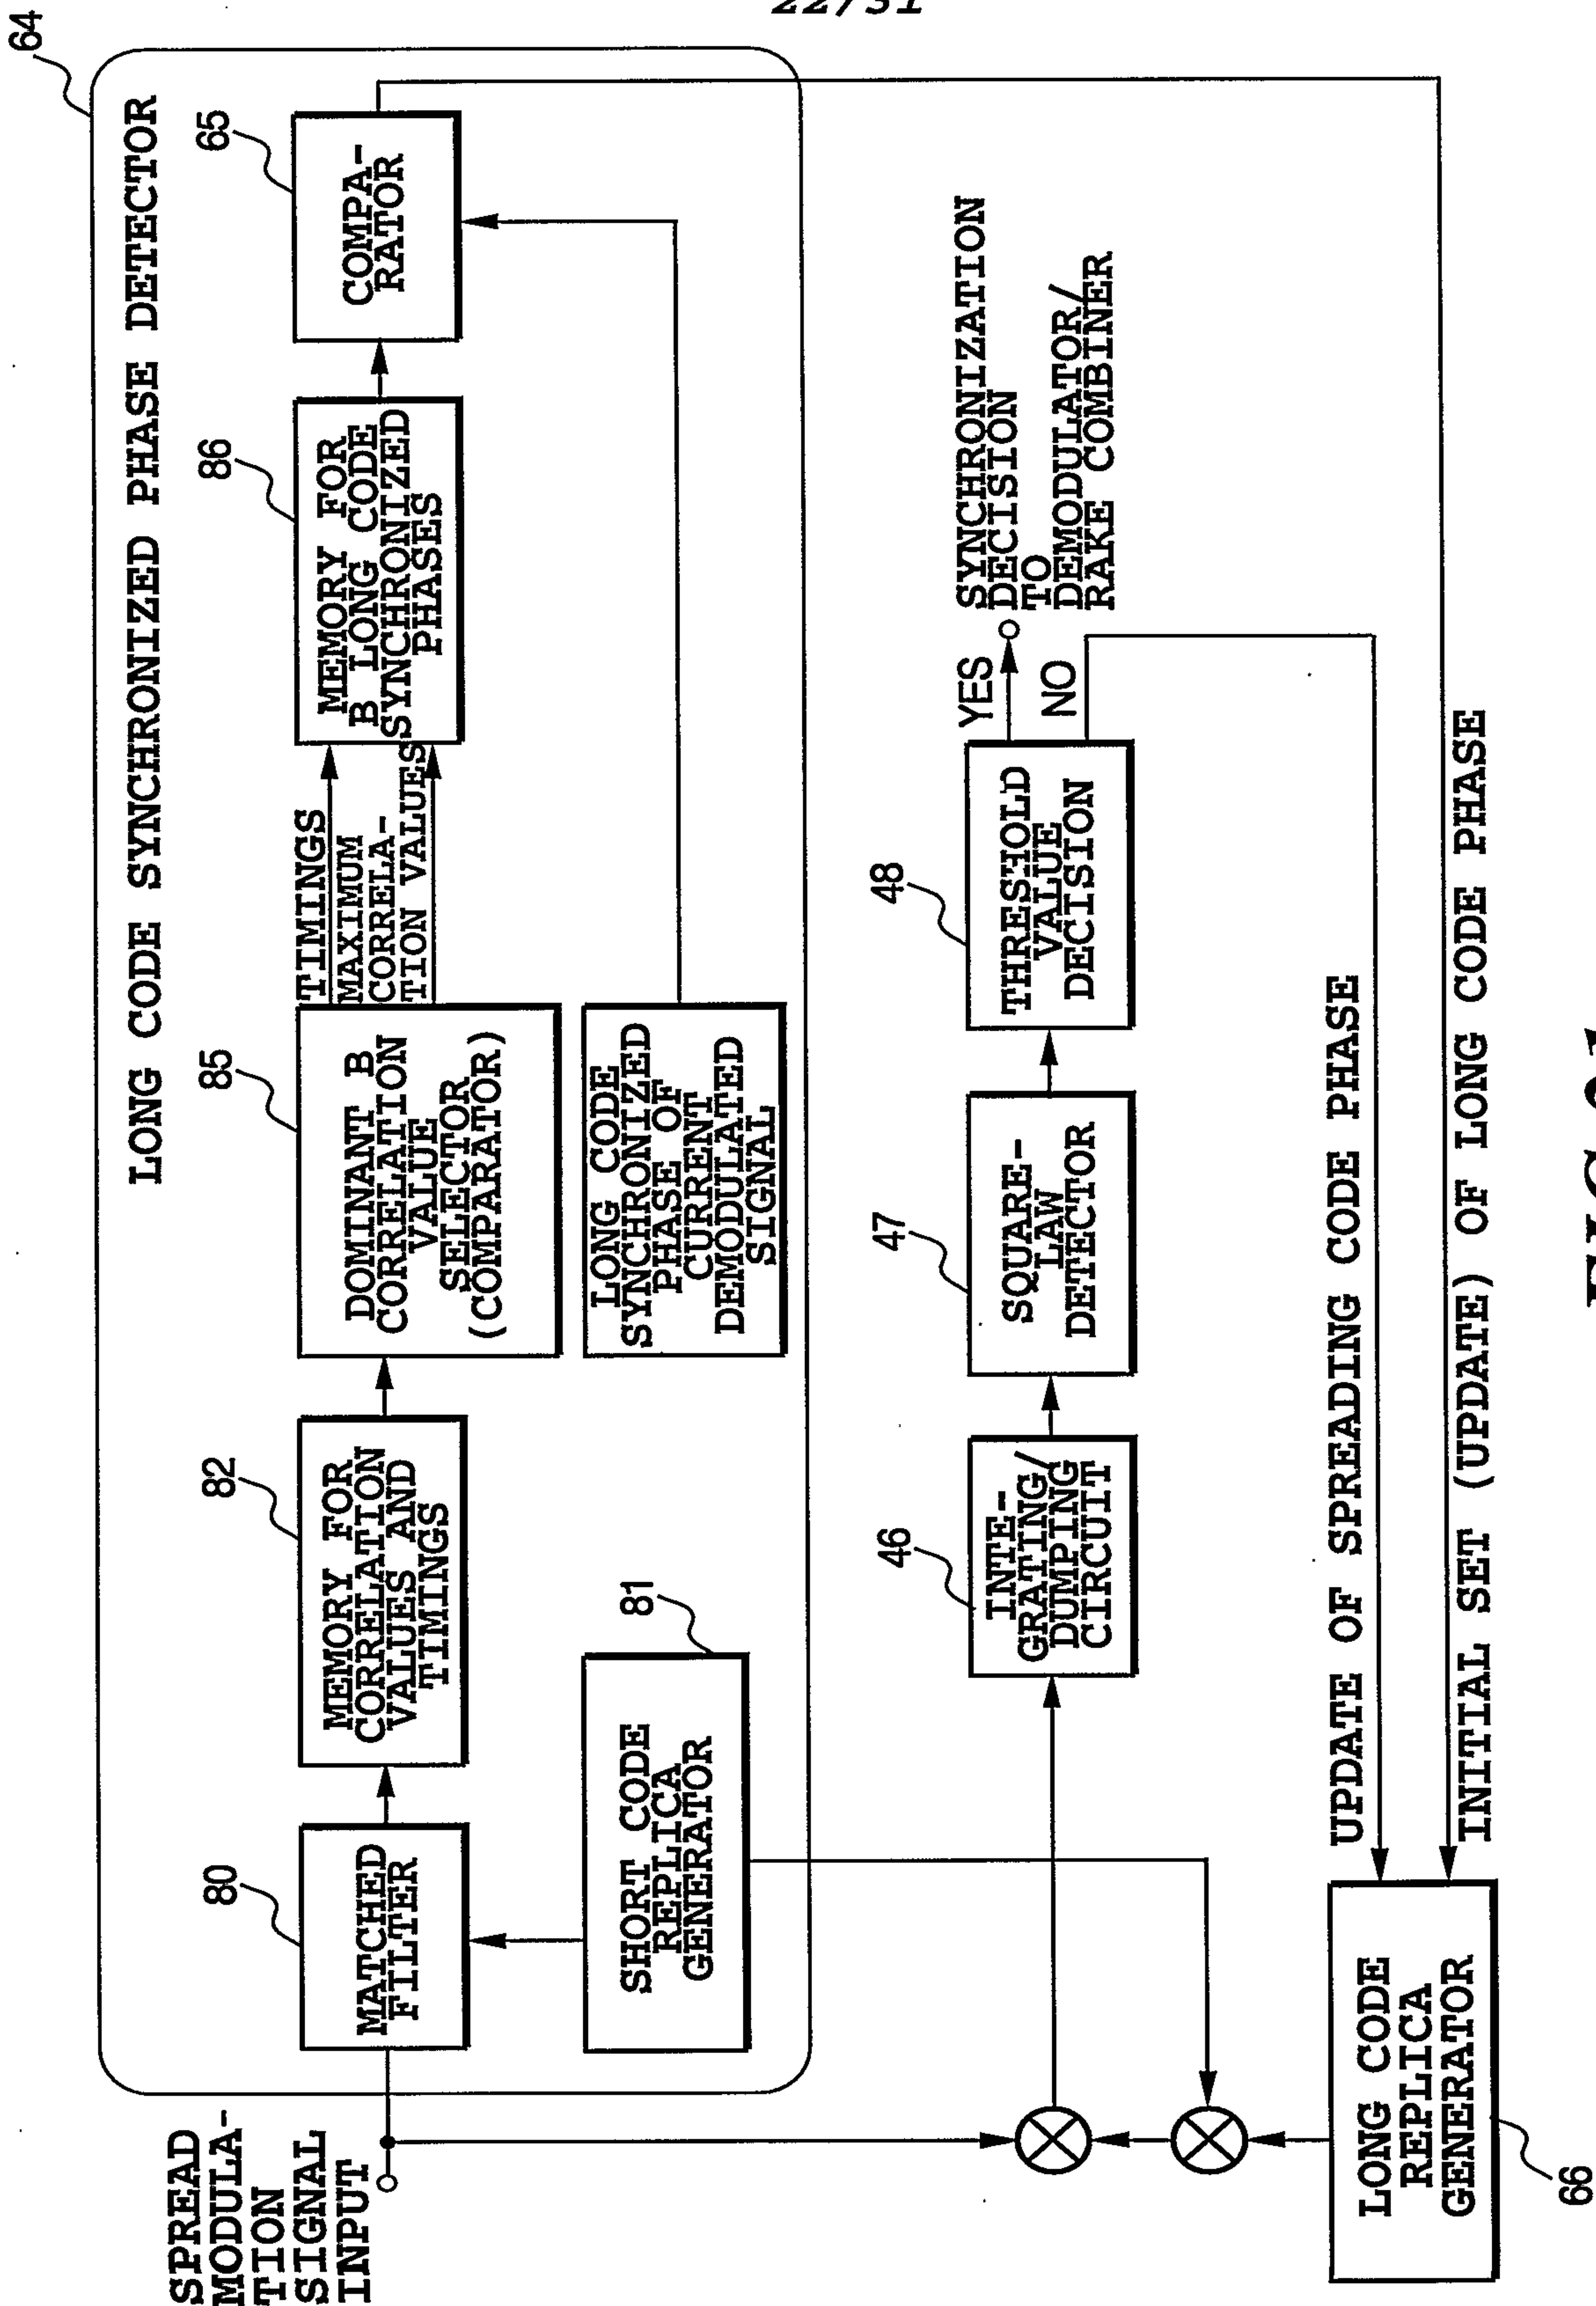 22/31
64
LONG CODE SYNCHRONIZED PHASE DETECTOR
SPREAD
MODULA-
TION
SIGNAL
INPUT
80
MATCHED
FILTER
82
MEMORY FOR
CORRELATION
VALUES AND
TIMINGS
85
DOMINANT B
CORRELATION
VALUE
SELECTOR
(COMPARATOR)
TIMINGS
MAXIMUM
CORRELA-
TION VALUES
86
MEMORY FOR
B LONG CODE
SYNCHRONIZED
PHASES
65
COMPA-
RATOR
81
SHORT CODE
REPLICA
GENERATOR
LONG CODE
SYNCHRONIZED
PHASE OF
CURRENT
DEMODULATED
SIGNAL
46
INTE-
GRATING/
DUMPING/
CIRCUIT
47
SQUARE-
LAW
DETECTOR
48
THRESHOLD
VALUE
DECISION
YES
NO
SYNCHRONIZATION
DECISION
TO
DEMODULATOR/
RAKE COMBINER
UPDATE OF SPREADING CODE PHASE
INITIAL SET (UPDATE) OF LONG CODE PHASE
LONG CODE
REPLICA
GENERATOR
66